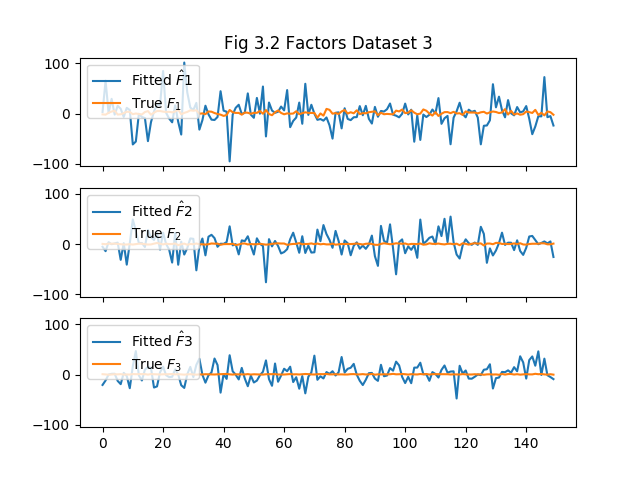 Fig 3.2 Factors Dataset 3
100
0
−100
Fitted F̂1
True F₁
100
0
−100
Fitted F̂2
True F₂
100
0
−100
Fitted F̂3
True F₃
0 20 40 60 80 100 120 140